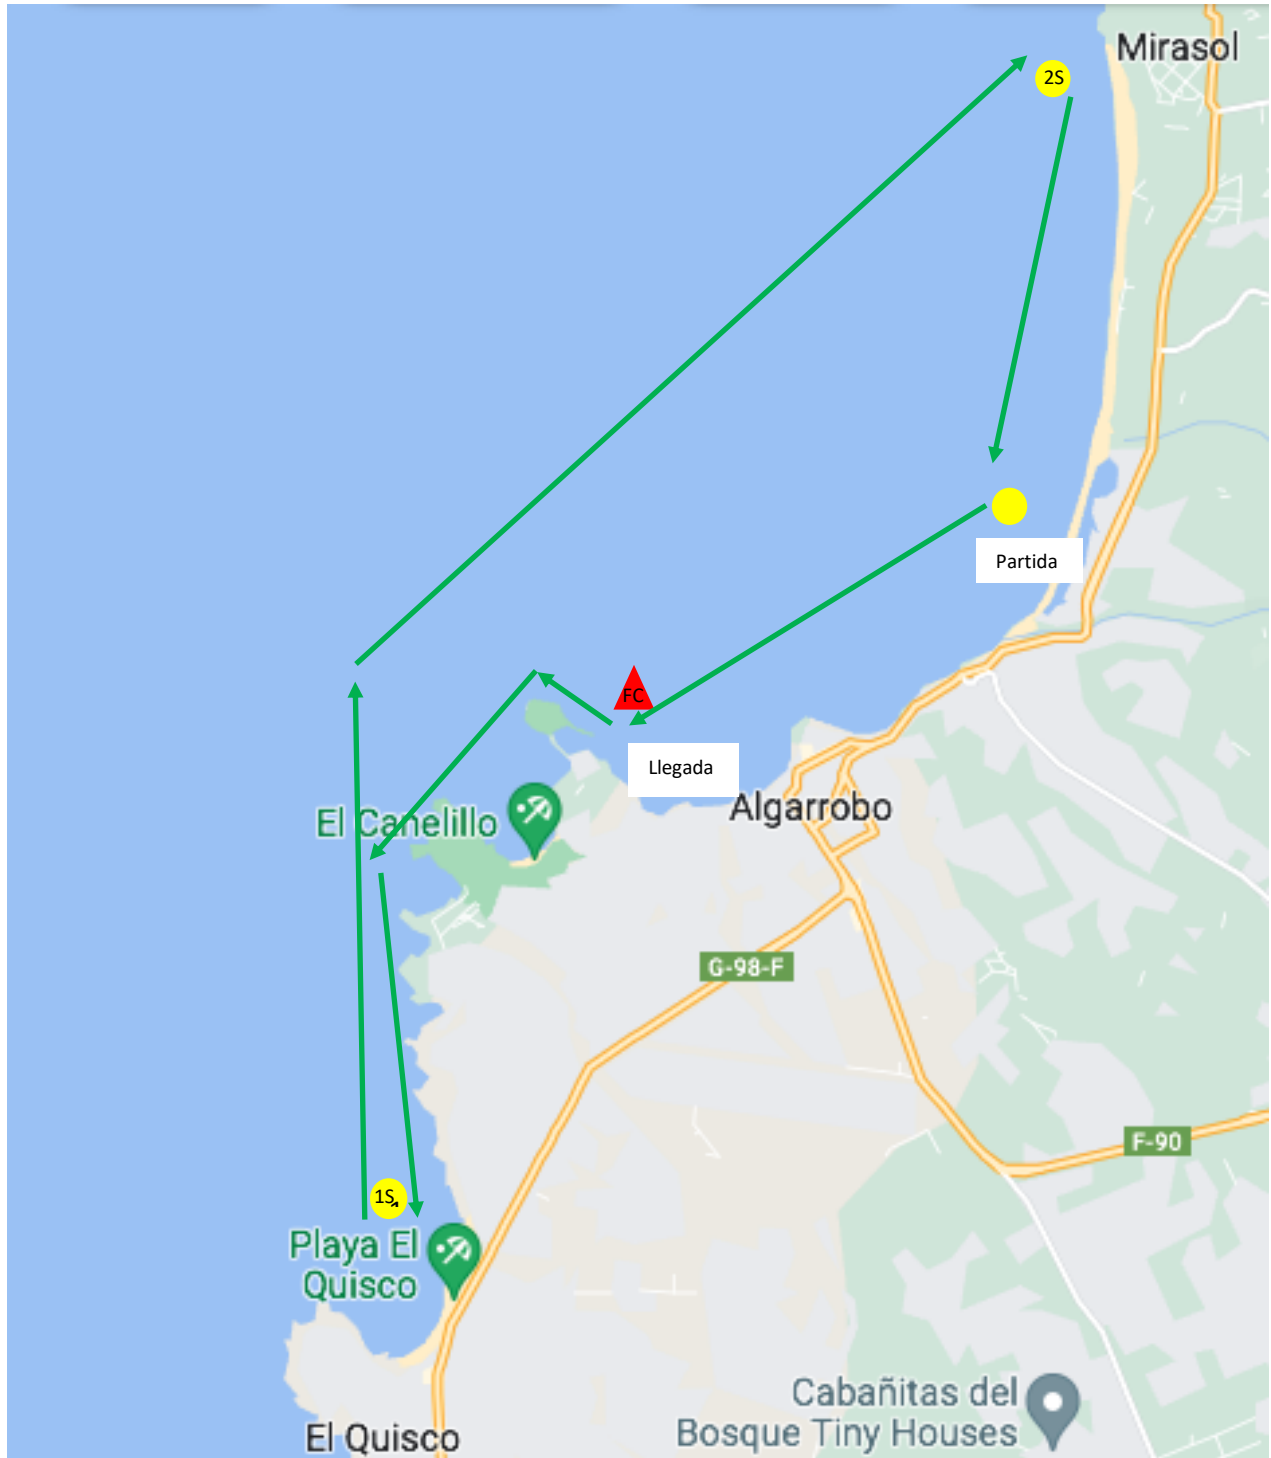 Mirasol
2S
Partida
FC
Llegada
El Canelillo
Algarrobo
G-98-F
F-90
1S
Playa El
Quisco
Cabañitas del
Bosque Tiny Houses
El Quisco